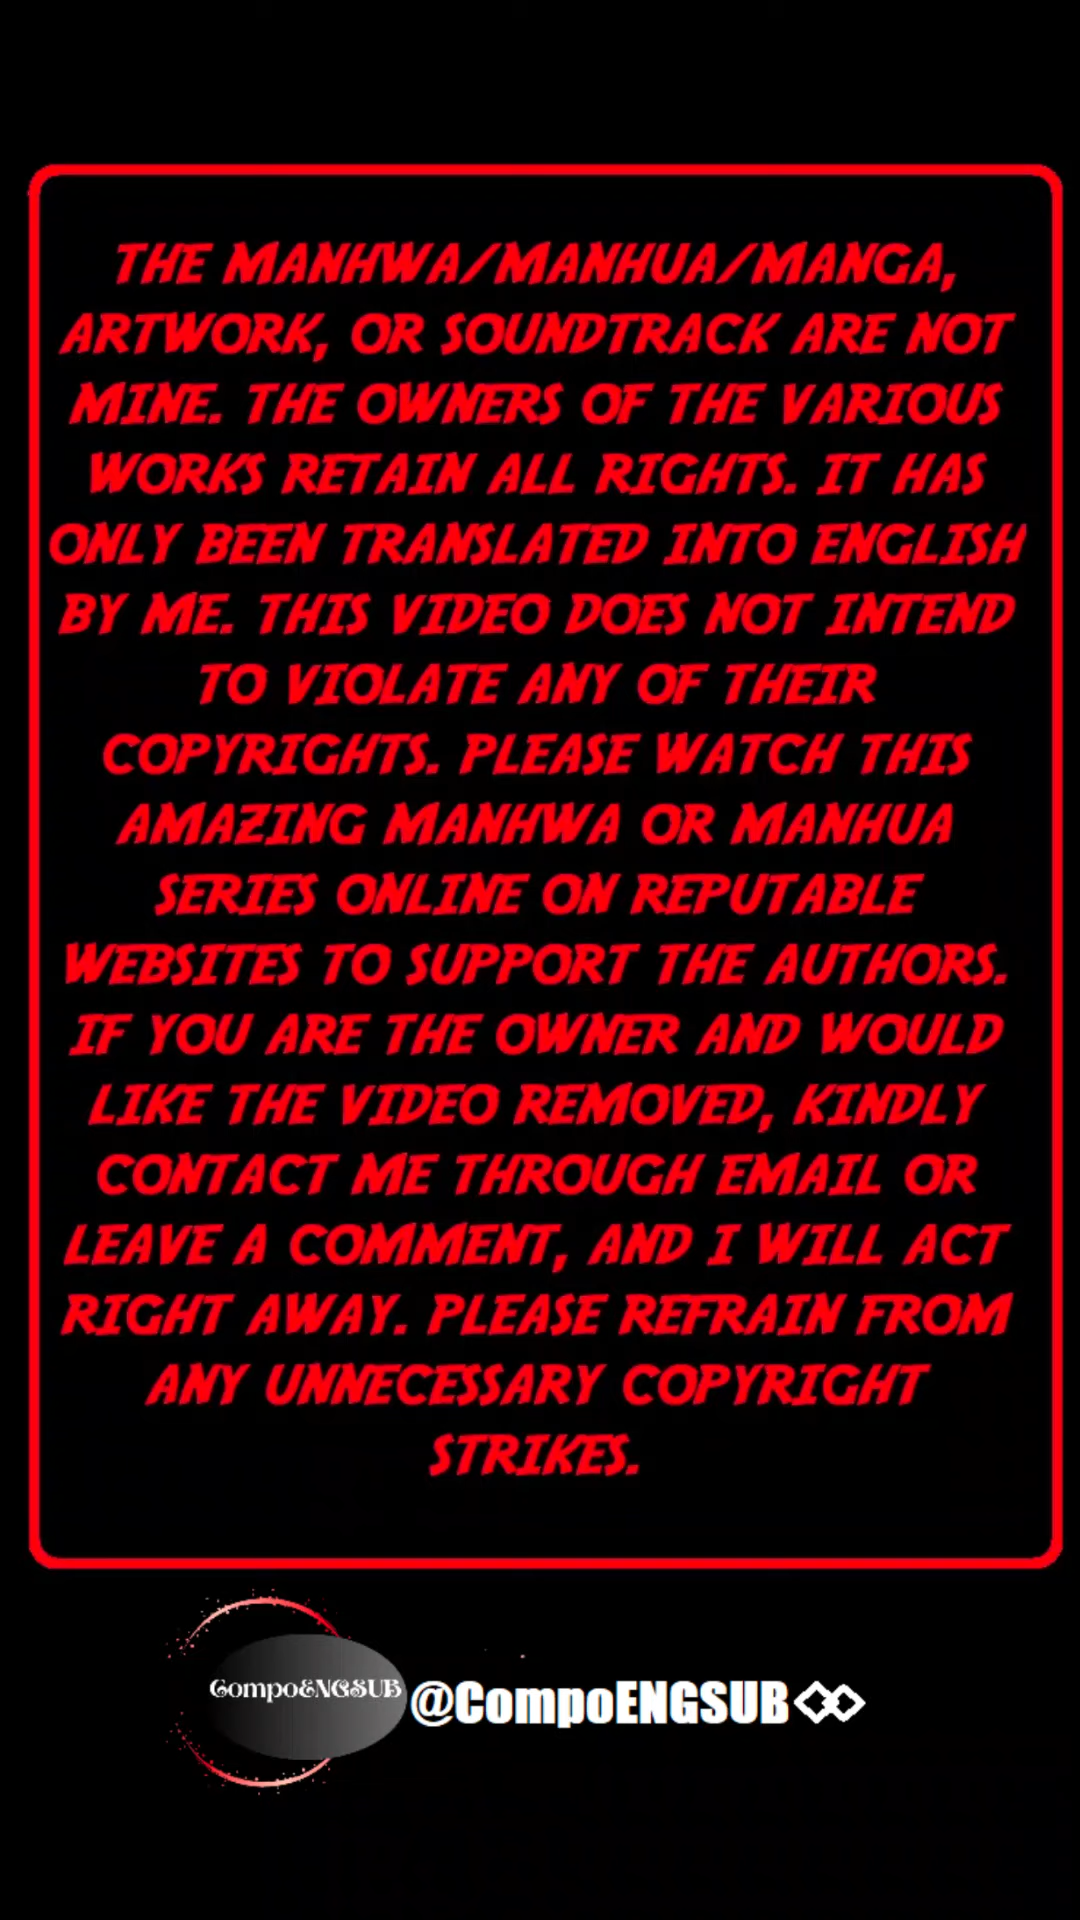 THE MANHWA/MANHUA/MANGA,
ARTWORK, OR SOUNDTRACK ARE NOT
MINE. THE OWNERS OF THE VARIOUS
WORKS RETAIN ALL RIGHTS. IT HAS
ONLY BEEN TRANSLATED INTO ENGLISH
BY ME. THIS VIDEO DOES NOT INTEND
TO VIOLATE ANY OF THEIR
COPYRIGHTS. PLEASE WATCH THIS
AMAZING MANHWA OR MANHUA
SERIES ONLINE ON REPUTABLE
WEBSITES TO SUPPORT THE AUTHORS.
IF YOU ARE THE OWNER AND WOULD
LIKE THE VIDEO REMOVED, KINDLY
CONTACT ME THROUGH EMAIL OR
LEAVE A COMMENT, AND I WILL ACT
RIGHT AWAY. PLEASE REFRAIN FROM
ANY UNNECESSARY COPYRIGHT
STRIKES.
CompoENGSUB
@CompoENGSUB